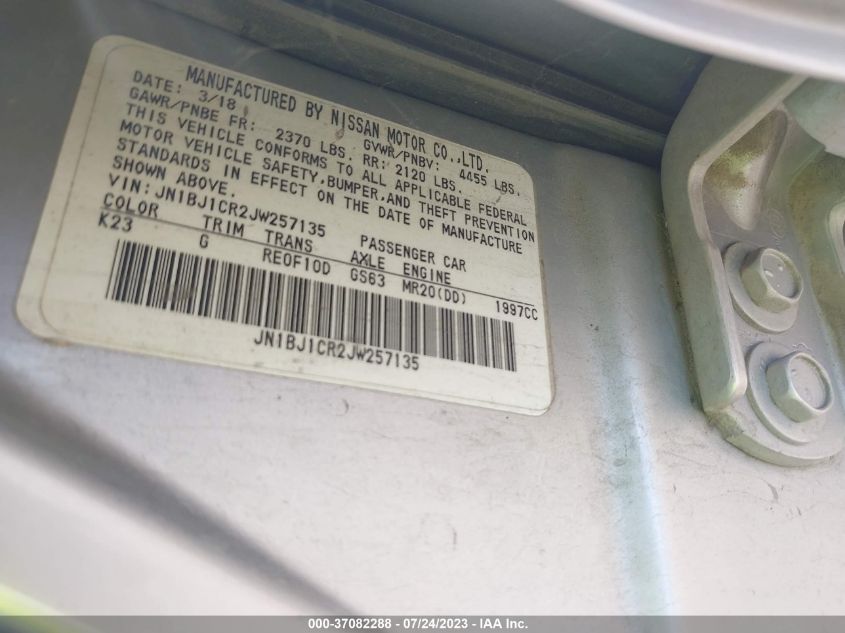 MANUFACTURED BY NISSAN MOTOR CO.,LTD.
DATE: 3/18 GVWR/PNBV: 4455 LBS.
GAWR/PNBE FR: 2370 LBS. RR: 2120 LBS.
THIS VEHICLE CONFORMS TO ALL APPLICABLE FEDERAL
MOTOR VEHICLE SAFETY,BUMPER,AND THEFT PREVENTION
STANDARDS IN EFFECT ON THE DATE OF MANUFACTURE
SHOWN ABOVE.
VIN: JN1BJ1CR2JW257135 PASSENGER CAR
COLOR TRIM TRANS AXLE ENGINE
K23 G RE0F10D GS63 MR20(DD) 1997CC
JN1BJ1CR2JW257135
000-37082288 - 07/24/2023 - IAA Inc.